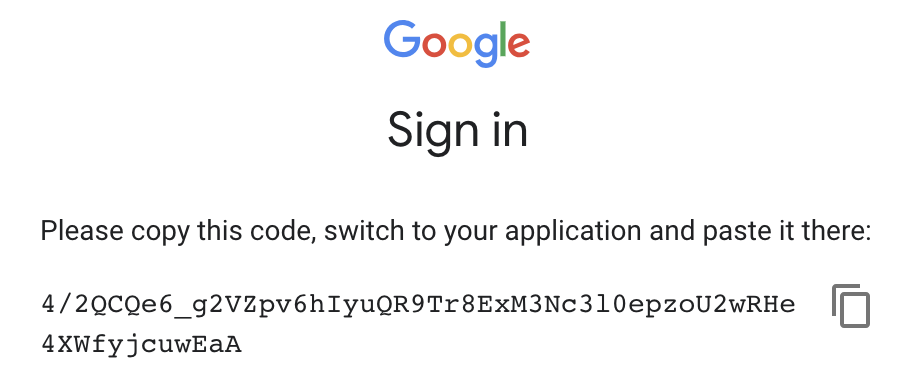 Google
Sign in
Please copy this code, switch to your application and paste it there:
4/2QCQe6_g2VZpv6hIyuQR9Tr8ExM3Nc3l0epzoU2wRHe
4XWfyjcuwEaA